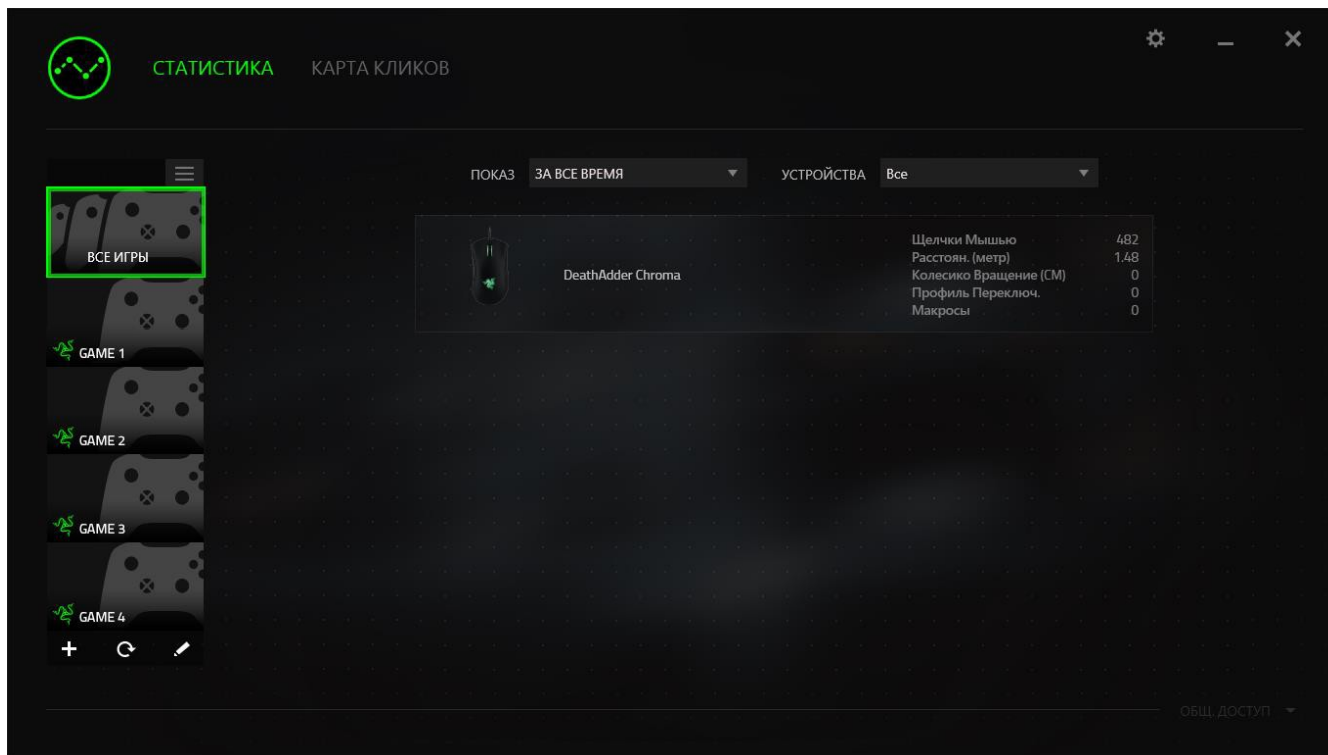 СТАТИСТИКА КАРТА КЛИКОВ
ПОКАЗ ЗА ВСЕ ВРЕМЯ УСТРОЙСТВА Все
ВСЕ ИГРЫ
GAME 1
GAME 2
GAME 3
GAME 4
DeathAdder Chroma
Щелчки Мышью 482
Расстоян. (метр) 1.48
Колесико Вращение (СМ) 0
Профиль Переключ. 0
Макросы 0
ОБЩ. ДОСТУП